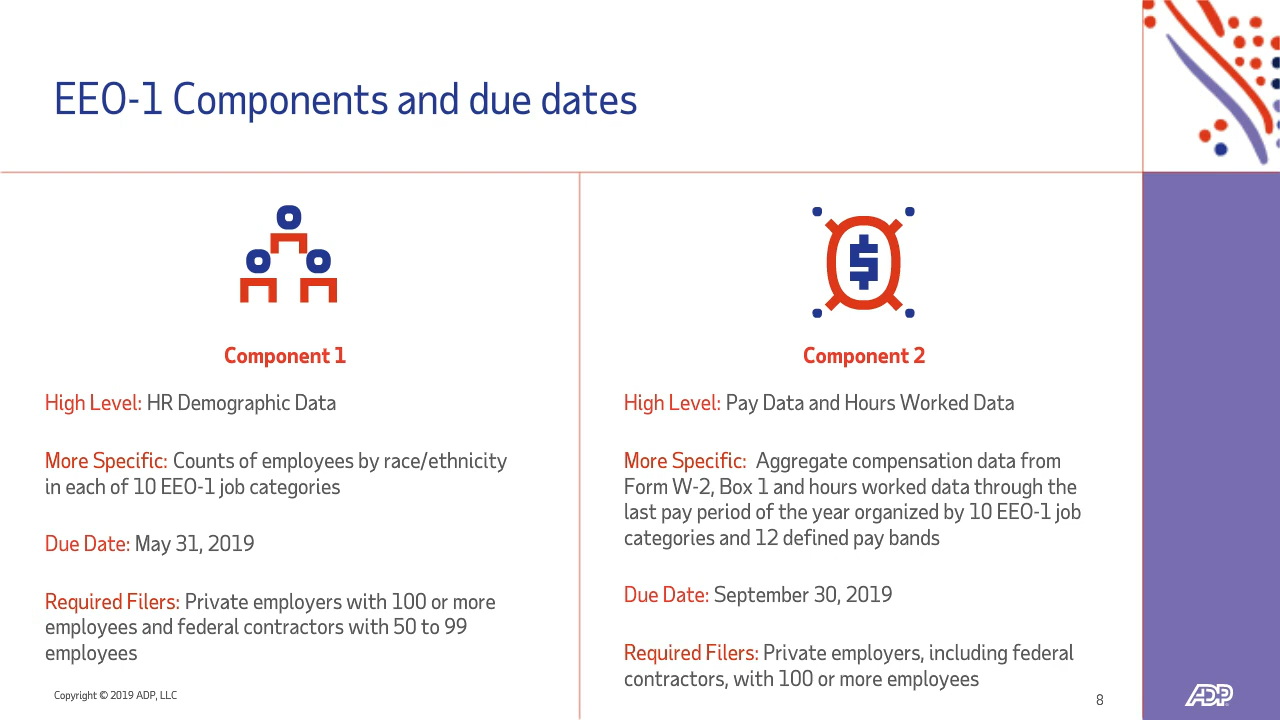 EEO-1 Components and due dates
Component 1
High Level: HR Demographic Data
More Specific: Counts of employees by race/ethnicity
in each of 10 EEO-1 job categories
Due Date: May 31, 2019
Required Filers: Private employers with 100 or more
employees and federal contractors with 50 to 99
employees
$
Component 2
High Level: Pay Data and Hours Worked Data
More Specific: Aggregate compensation data from
Form W-2, Box 1 and hours worked data through the
last pay period of the year organized by 10 EEO-1 job
categories and 12 defined pay bands
Due Date: September 30, 2019
Required Filers: Private employers, including federal
contractors, with 100 or more employees
Copyright © 2019 ADP, LLC
8
ADP